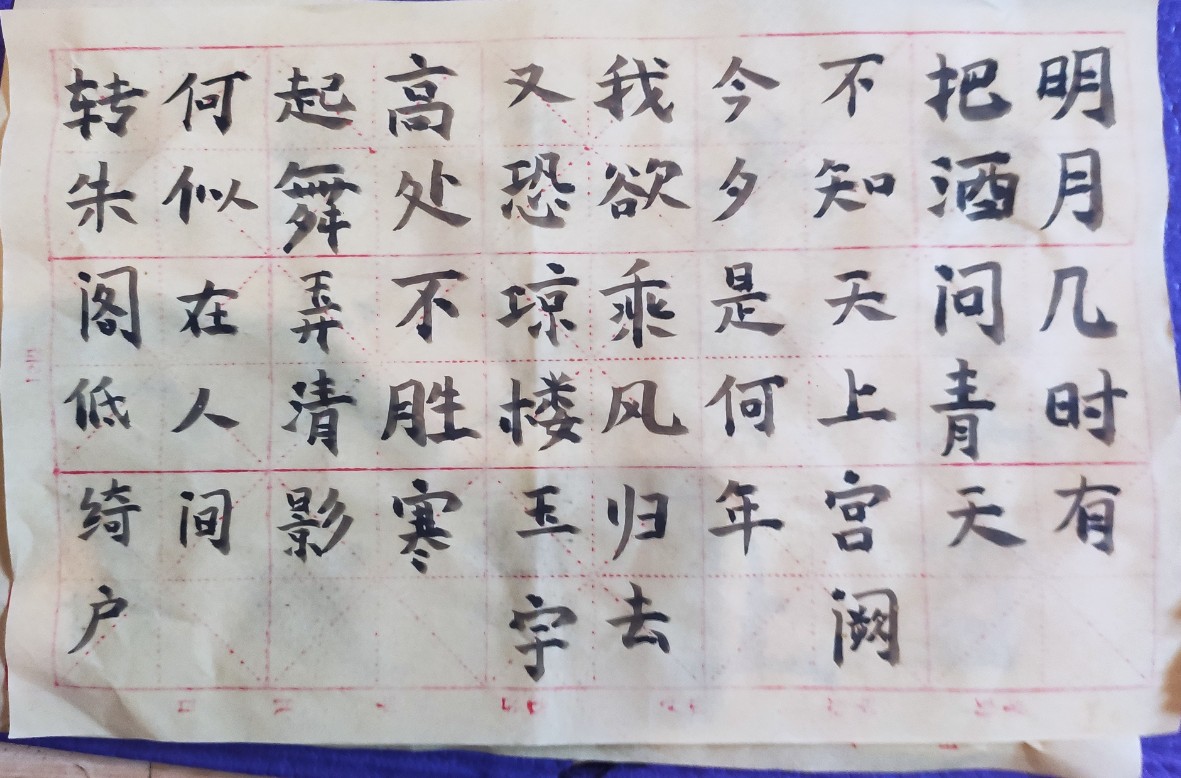 明月几时有
把酒问青天
不知天上宫阙
今夕是何年
我欲乘风归去
又恐琼楼玉宇
高处不胜寒
起舞弄清影
何似在人间
转朱阁低绮户